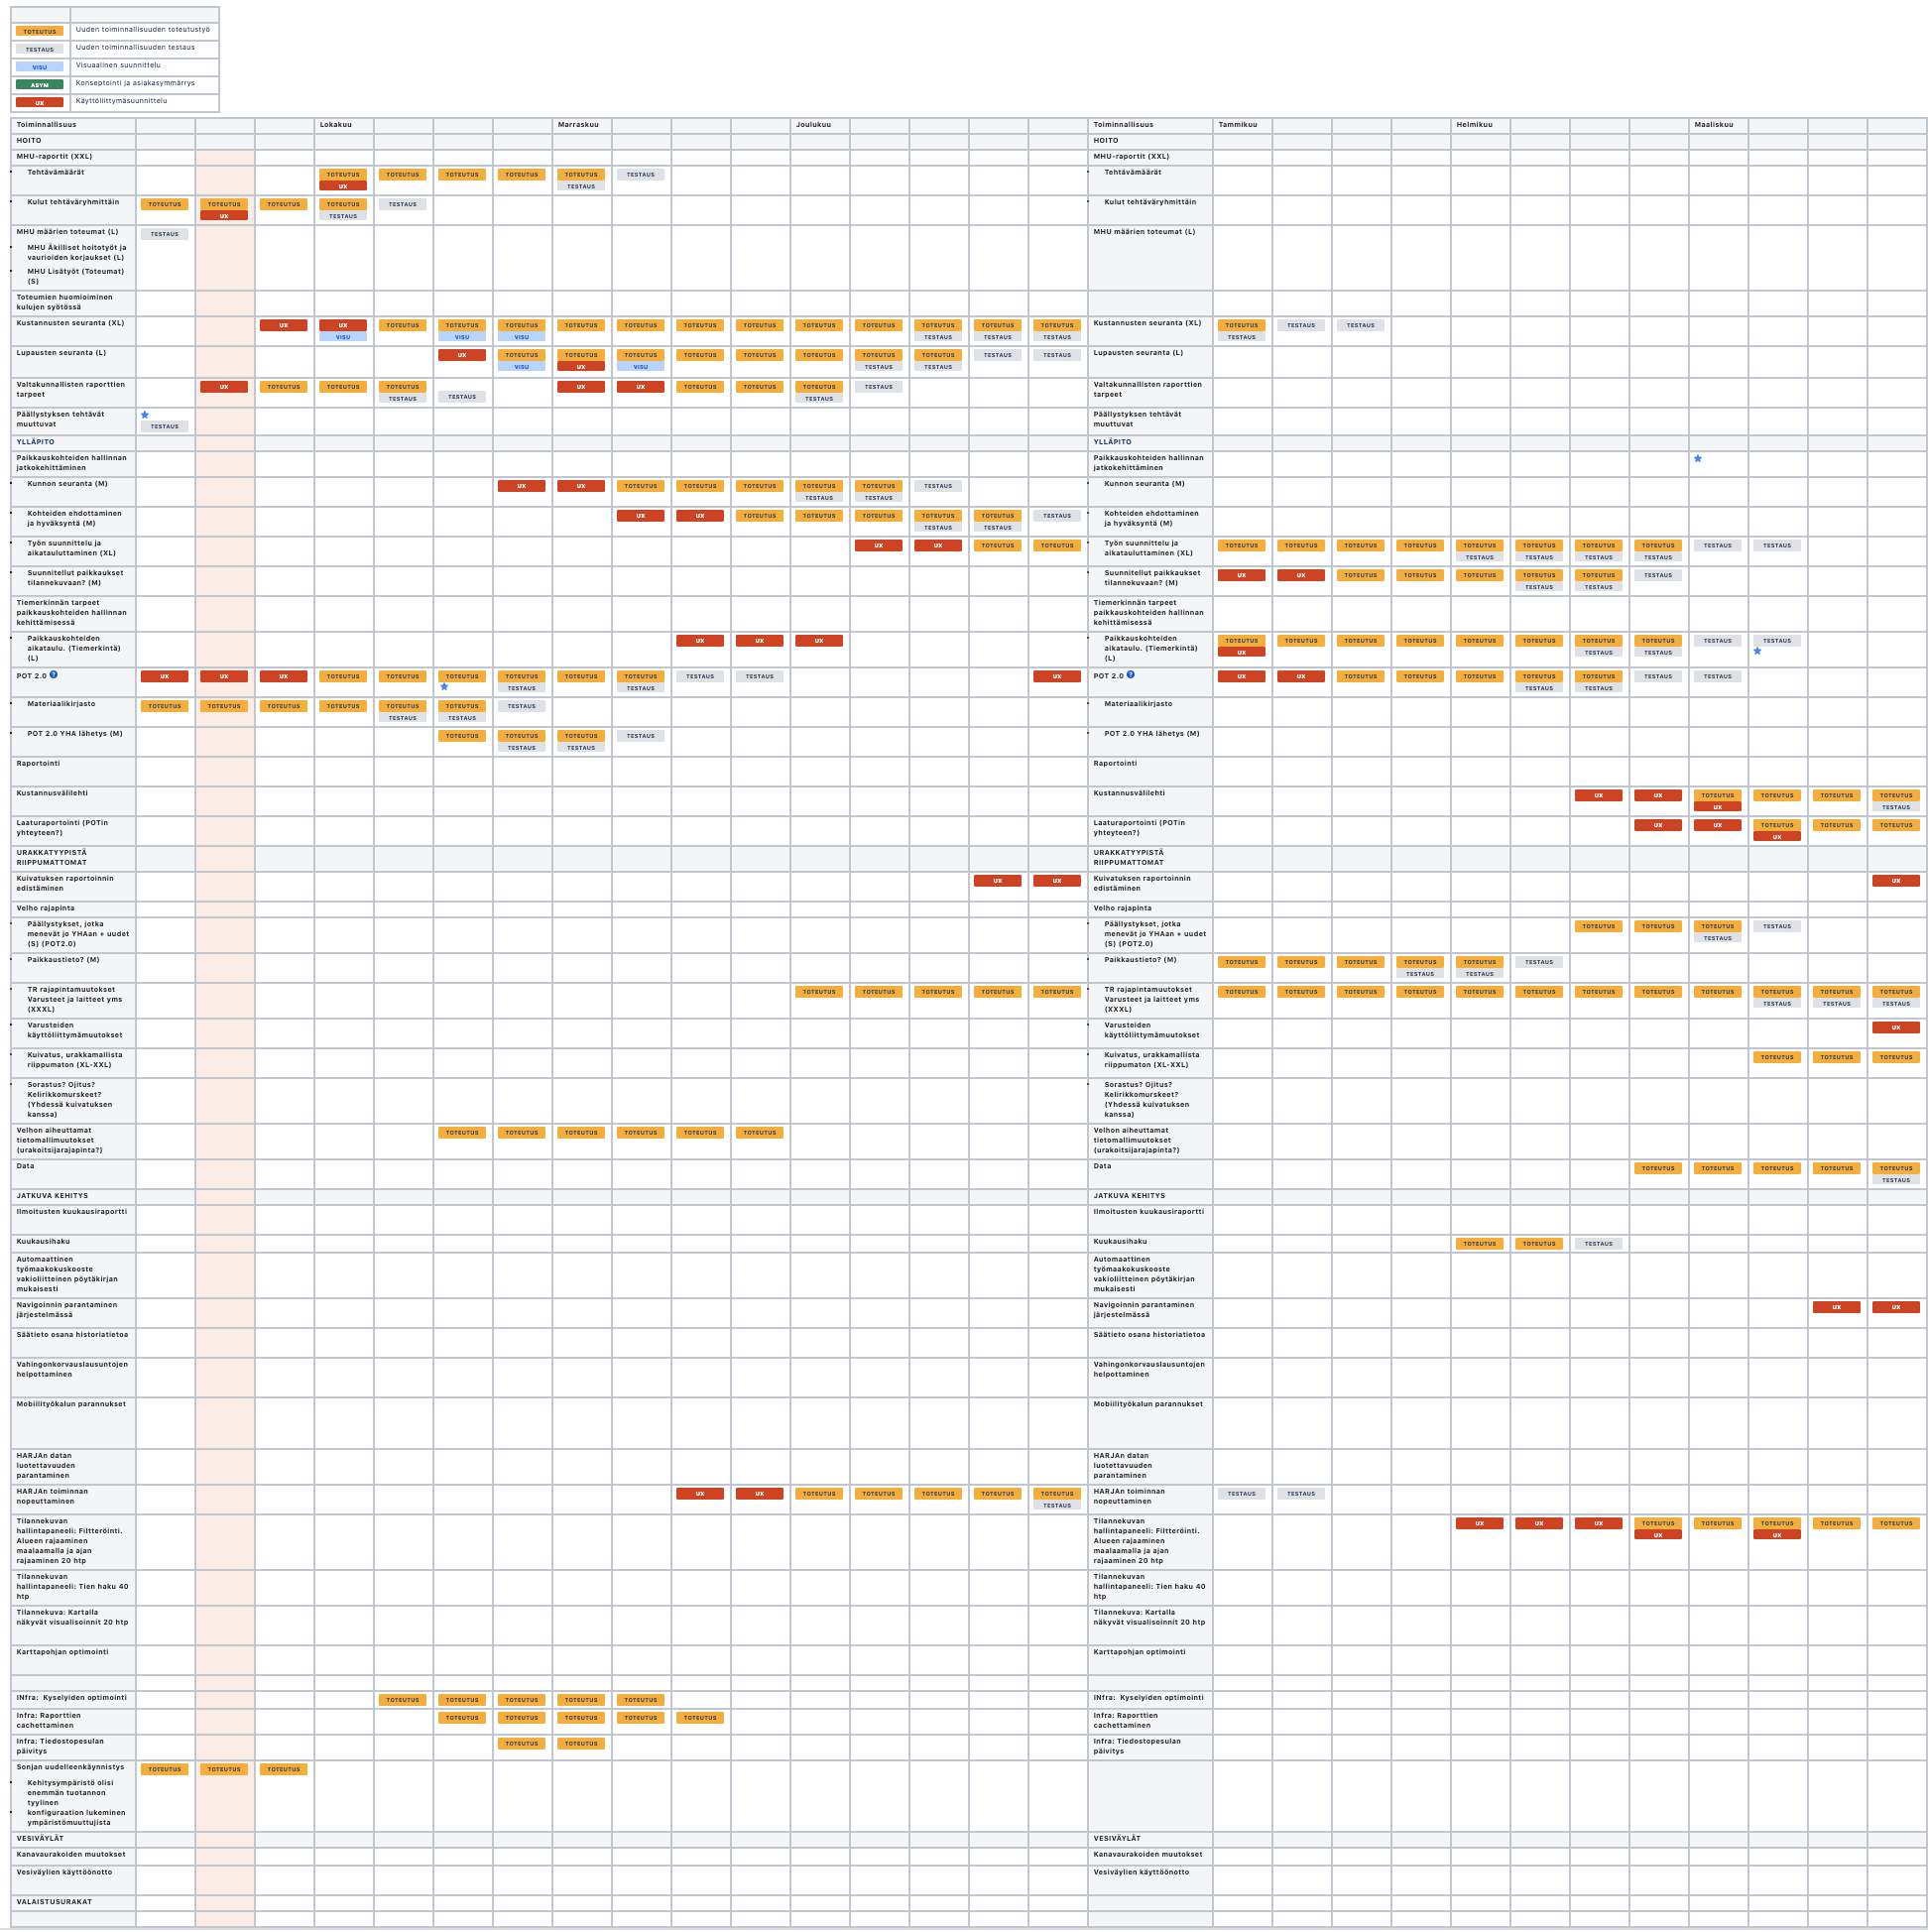 TOTEUTUS Uuden toiminnallisuuden toteutustyö
TESTAUS Uuden toiminnallisuuden testaus
VISU Visuaalinen suunnittelu
ASYM Konseptointi ja asiakasymmärrys
UX Käyttöliittymäsuunnittelu
Toiminnallisuus Lokakuu Marraskuu Joulukuu Toiminnallisuus Tammikuu Helmikuu Maaliskuu
HOITO HOITO
MHU-raportit (XXL) MHU-raportit (XXL)
• Tehtävämäärät TOTEUTUS TOTEUTUS TOTEUTUS TOTEUTUS TOTEUTUS TESTAUS • Tehtävämäärät
UX TESTAUS
• Kulut tehtäväryhmittäin TOTEUTUS TOTEUTUS TOTEUTUS TOTEUTUS TESTAUS • Kulut tehtäväryhmittäin
UX TESTAUS
MHU määrien toteumat (L) TESTAUS MHU määrien toteumat (L)
• MHU Äkilliset hoitotyöt ja
vaurioiden korjaukset (L)
• MHU Lisätyöt (Toteumat)
(S)
Toteumien huomioiminen
kulujen syötössä
Kustannusten seuranta (XL) UX UX TOTEUTUS TOTEUTUS TOTEUTUS TOTEUTUS TOTEUTUS TOTEUTUS TOTEUTUS TOTEUTUS TOTEUTUS TOTEUTUS TOTEUTUS TOTEUTUS Kustannusten seuranta (XL) TOTEUTUS TESTAUS TESTAUS
VISU VISU VISU TESTAUS TESTAUS TESTAUS TESTAUS
Lupausten seuranta (L) UX TOTEUTUS TOTEUTUS TOTEUTUS TOTEUTUS TOTEUTUS TOTEUTUS TOTEUTUS TOTEUTUS TESTAUS TESTAUS Lupausten seuranta (L)
VISU UX VISU TESTAUS TESTAUS
Valtakunnallisten raporttien UX TOTEUTUS TOTEUTUS TOTEUTUS UX UX TOTEUTUS TOTEUTUS TOTEUTUS TESTAUS Valtakunnallisten raporttien
tarpeet TESTAUS TESTAUS TESTAUS tarpeet
Päällystyksen tehtävät Päällystyksen tehtävät
muuttuvat TESTAUS muuttuvat
YLLÄPITO YLLÄPITO
Paikkauskohteiden hallinnan Paikkauskohteiden hallinnan
jatkokehittäminen jatkokehittäminen
• Kunnon seuranta (M) UX UX TOTEUTUS TOTEUTUS TOTEUTUS TOTEUTUS TOTEUTUS TESTAUS • Kunnon seuranta (M)
TESTAUS TESTAUS
• Kohteiden ehdottaminen UX UX TOTEUTUS TOTEUTUS TOTEUTUS TOTEUTUS TOTEUTUS TESTAUS • Kohteiden ehdottaminen
ja hyväksyntä (M) TESTAUS TESTAUS ja hyväksyntä (M)
• Työn suunnittelu ja UX UX TOTEUTUS TOTEUTUS • Työn suunnittelu ja TOTEUTUS TOTEUTUS TOTEUTUS TOTEUTUS TOTEUTUS TOTEUTUS TOTEUTUS TOTEUTUS TESTAUS TESTAUS
aikatauluttaminen (XL) aikatauluttaminen (XL) TESTAUS TESTAUS TESTAUS TESTAUS
• Suunnitellut paikkaukset • Suunnitellut paikkaukset UX UX TOTEUTUS TOTEUTUS TOTEUTUS TOTEUTUS TOTEUTUS TESTAUS
tilannekuvaan? (M) tilannekuvaan? (M) TESTAUS TESTAUS
Tiemerkinnän tarpeet Tiemerkinnän tarpeet
paikkauskohteiden hallinnan paikkauskohteiden hallinnan
kehittämisessä kehittämisessä
• Paikkauskohteiden UX UX UX • Paikkauskohteiden TOTEUTUS TOTEUTUS TOTEUTUS TOTEUTUS TOTEUTUS TOTEUTUS TOTEUTUS TOTEUTUS TESTAUS TESTAUS
aikataulu. (Tiemerkintä) aikataulu. (Tiemerkintä) UX TESTAUS TESTAUS
(L) (L)
POT 2.0 ? UX UX UX TOTEUTUS TOTEUTUS TOTEUTUS TOTEUTUS TOTEUTUS TOTEUTUS TESTAUS TESTAUS UX POT 2.0 ? UX UX TOTEUTUS TOTEUTUS TOTEUTUS TOTEUTUS TOTEUTUS TESTAUS TESTAUS
TESTAUS TESTAUS TESTAUS TESTAUS
• Materiaalikirjasto TOTEUTUS TOTEUTUS TOTEUTUS TOTEUTUS TOTEUTUS TOTEUTUS TESTAUS • Materiaalikirjasto
TESTAUS TESTAUS
• POT 2.0 YHA lähetys (M) TOTEUTUS TOTEUTUS TOTEUTUS TESTAUS • POT 2.0 YHA lähetys (M)
TESTAUS TESTAUS
Raportointi Raportointi
Kustannusvälilehti Kustannusvälilehti UX UX TOTEUTUS TOTEUTUS TOTEUTUS TOTEUTUS
UX TESTAUS
Laaturaportointi (POTin Laaturaportointi (POTin UX UX TOTEUTUS TOTEUTUS TOTEUTUS
yhteyteen?) yhteyteen?) UX
URAKKATYYPISTÄ URAKKATYYPISTÄ
RIIPPUMATTOMAT RIIPPUMATTOMAT
Kuivatuksen raportoinnin UX UX Kuivatuksen raportoinnin UX
edistäminen edistäminen
Velho rajapinta Velho rajapinta
• Päällystykset, jotka • Päällystykset, jotka TOTEUTUS TOTEUTUS TOTEUTUS TESTAUS
menevät jo YHAan + uudet menevät jo YHAan + uudet TESTAUS
(S) (POT2.0) (S) (POT2.0)
• Paikkaustieto? (M) • Paikkaustieto? (M) TOTEUTUS TOTEUTUS TOTEUTUS TOTEUTUS TOTEUTUS TESTAUS
TESTAUS TESTAUS
• TR rajapintamuutokset TOTEUTUS TOTEUTUS TOTEUTUS TOTEUTUS TOTEUTUS • TR rajapintamuutokset TOTEUTUS TOTEUTUS TOTEUTUS TOTEUTUS TOTEUTUS TOTEUTUS TOTEUTUS TOTEUTUS TOTEUTUS TOTEUTUS TOTEUTUS TOTEUTUS
Varusteet ja laitteet yms Varusteet ja laitteet yms TESTAUS TESTAUS TESTAUS
(XXXL) (XXXL)
• Varusteiden • Varusteiden UX
käyttöliittymämuutokset käyttöliittymämuutokset
• Kuivatus, urakkamallista • Kuivatus, urakkamallista TOTEUTUS TOTEUTUS TOTEUTUS
riippumaton (XL-XXL) riippumaton (XL-XXL)
• Sorastus? Ojitus? • Sorastus? Ojitus?
Kelirikkomurskeet? Kelirikkomurskeet?
(Yhdessä kuivatuksen (Yhdessä kuivatuksen
kanssa) kanssa)
Velhon aiheuttamat TOTEUTUS TOTEUTUS TOTEUTUS TOTEUTUS TOTEUTUS TOTEUTUS Velhon aiheuttamat
tietomallimuutokset tietomallimuutokset
(urakoitsijarajapinta?) (urakoitsijarajapinta?)
Data Data TOTEUTUS TOTEUTUS TOTEUTUS TOTEUTUS TOTEUTUS
TESTAUS
JATKUVA KEHITYS JATKUVA KEHITYS
Ilmoitusten kuukausiraportti Ilmoitusten kuukausiraportti
Kuukausihaku Kuukausihaku TOTEUTUS TOTEUTUS TESTAUS
Automaattinen Automaattinen
työmaakokuskooste työmaakokuskooste
vakioliitteinen pöytäkirjan vakioliitteinen pöytäkirjan
mukaisesti mukaisesti
Navigoinnin parantaminen Navigoinnin parantaminen UX UX
järjestelmässä järjestelmässä
Säätieto osana historiatietoa Säätieto osana historiatietoa
Vahingonkorvauslausuntojen Vahingonkorvauslausuntojen
helpottaminen helpottaminen
Mobiilityökalun parannukset Mobiilityökalun parannukset
HARJAn datan HARJAn datan
luotettavuuden luotettavuuden
parantaminen parantaminen
HARJAn toiminnan UX UX TOTEUTUS TOTEUTUS TOTEUTUS TOTEUTUS TOTEUTUS HARJAn toiminnan TESTAUS TESTAUS
nopeuttaminen TESTAUS nopeuttaminen
Tilannekuvan Tilannekuvan UX UX UX TOTEUTUS TOTEUTUS TOTEUTUS TOTEUTUS TOTEUTUS
hallintapaneeli: Filtteröinti. hallintapaneeli: Filtteröinti. UX UX
Alueen rajaaminen Alueen rajaaminen
maalaamalla ja ajan maalaamalla ja ajan
rajaaminen 20 htp rajaaminen 20 htp
Tilannekuvan Tilannekuvan
hallintapaneeli: Tien haku 40 hallintapaneeli: Tien haku 40
htp htp
Tilannekuva: Kartalla Tilannekuva: Kartalla
näkyvät visualisoinnit 20 htp näkyvät visualisoinnit 20 htp
Karttapohjan optimointi Karttapohjan optimointi
INfra: Kyselyiden optimointi TOTEUTUS TOTEUTUS TOTEUTUS TOTEUTUS TOTEUTUS INfra: Kyselyiden optimointi
Infra: Raporttien TOTEUTUS TOTEUTUS TOTEUTUS TOTEUTUS TOTEUTUS Infra: Raporttien
cachettaminen cachettaminen
Infra: Tiedostopesulan TOTEUTUS TOTEUTUS Infra: Tiedostopesulan
päivitys päivitys
Sonjan uudelleenkäynnistys TOTEUTUS TOTEUTUS TOTEUTUS
• Kehitysympäristö olisi
enemmän tuotannon
tyylinen
• konfiguraation lukeminen
ympäristömuuttujista
VESIVÄYLÄT VESIVÄYLÄT
Kanavaurakoiden muutokset Kanavaurakoiden muutokset
Vesiväylien käyttöönotto Vesiväylien käyttöönotto
VALAISTUSURAKAT